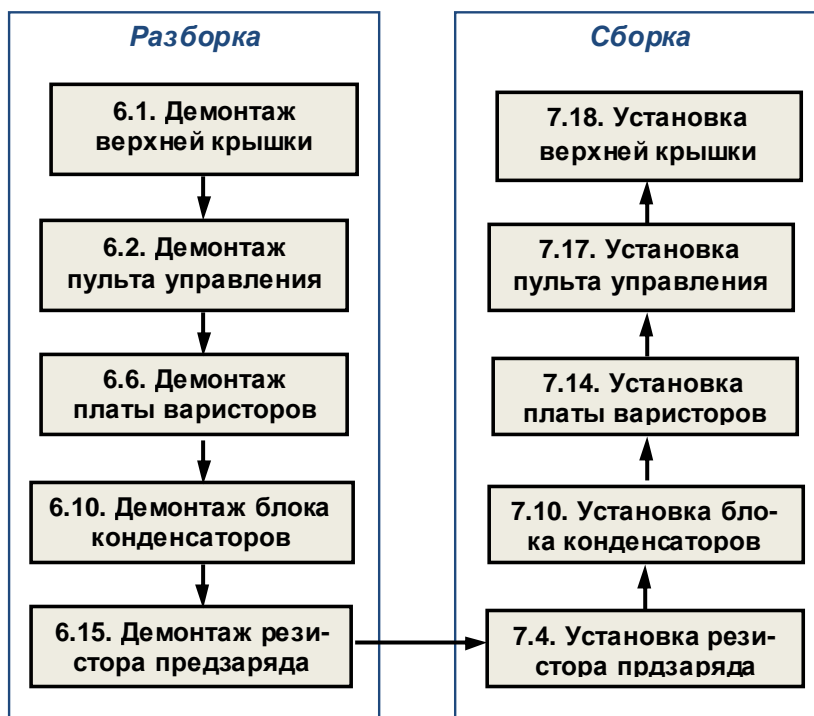 Разборка
6.1. Демонтаж
верхней крышки
6.2. Демонтаж
пульта управления
6.6. Демонтаж
платы варисторов
6.10. Демонтаж блока
конденсаторов
6.15. Демонтаж рези-
стора предзаряда
Сборка
7.18. Установка
верхней крышки
7.17. Установка
пульта управления
7.14. Установка
платы варисторов
7.10. Установка бло-
ка конденсаторов
7.4. Установка рези-
стора прдзаряда